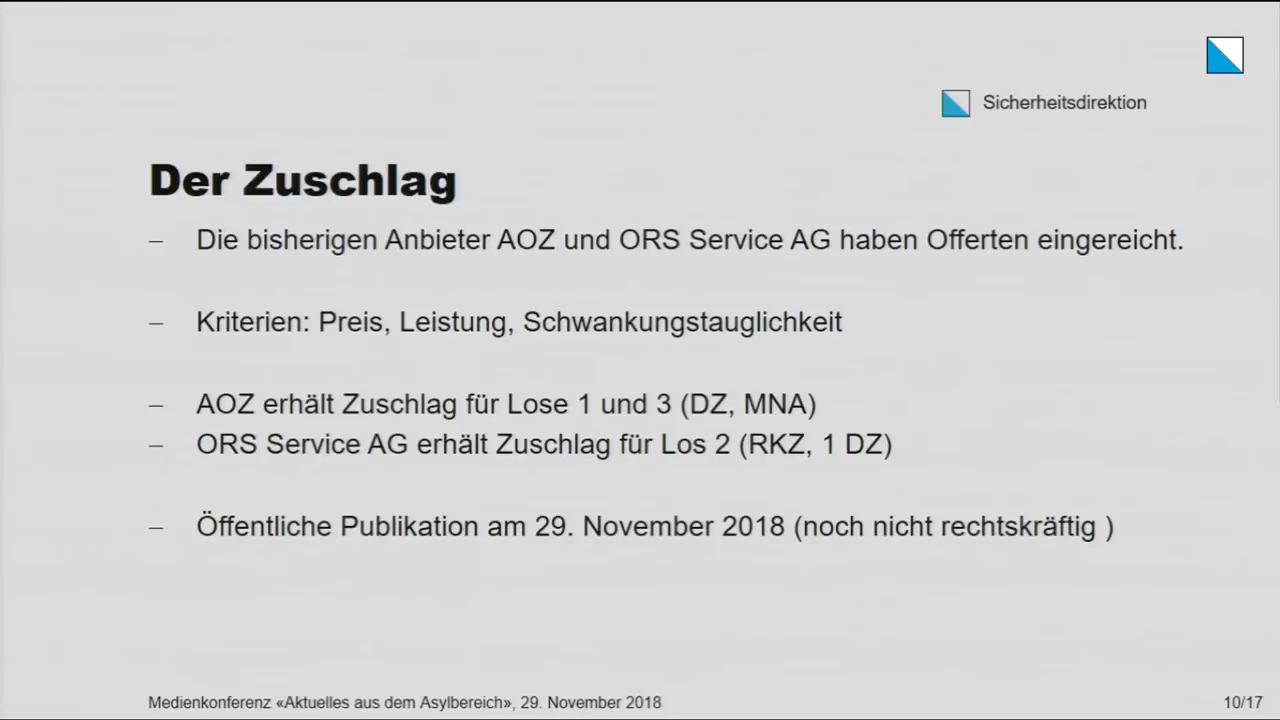 Sicherheitsdirektion
Der Zuschlag
– Die bisherigen Anbieter AOZ und ORS Service AG haben Offerten eingereicht.
– Kriterien: Preis, Leistung, Schwankungstauglichkeit
– AOZ erhält Zuschlag für Lose 1 und 3 (DZ, MNA)
– ORS Service AG erhält Zuschlag für Los 2 (RKZ, 1 DZ)
– Öffentliche Publikation am 29. November 2018 (noch nicht rechtskräftig )
Medienkonferenz «Aktuelles aus dem Asylbereich», 29. November 2018 10/17